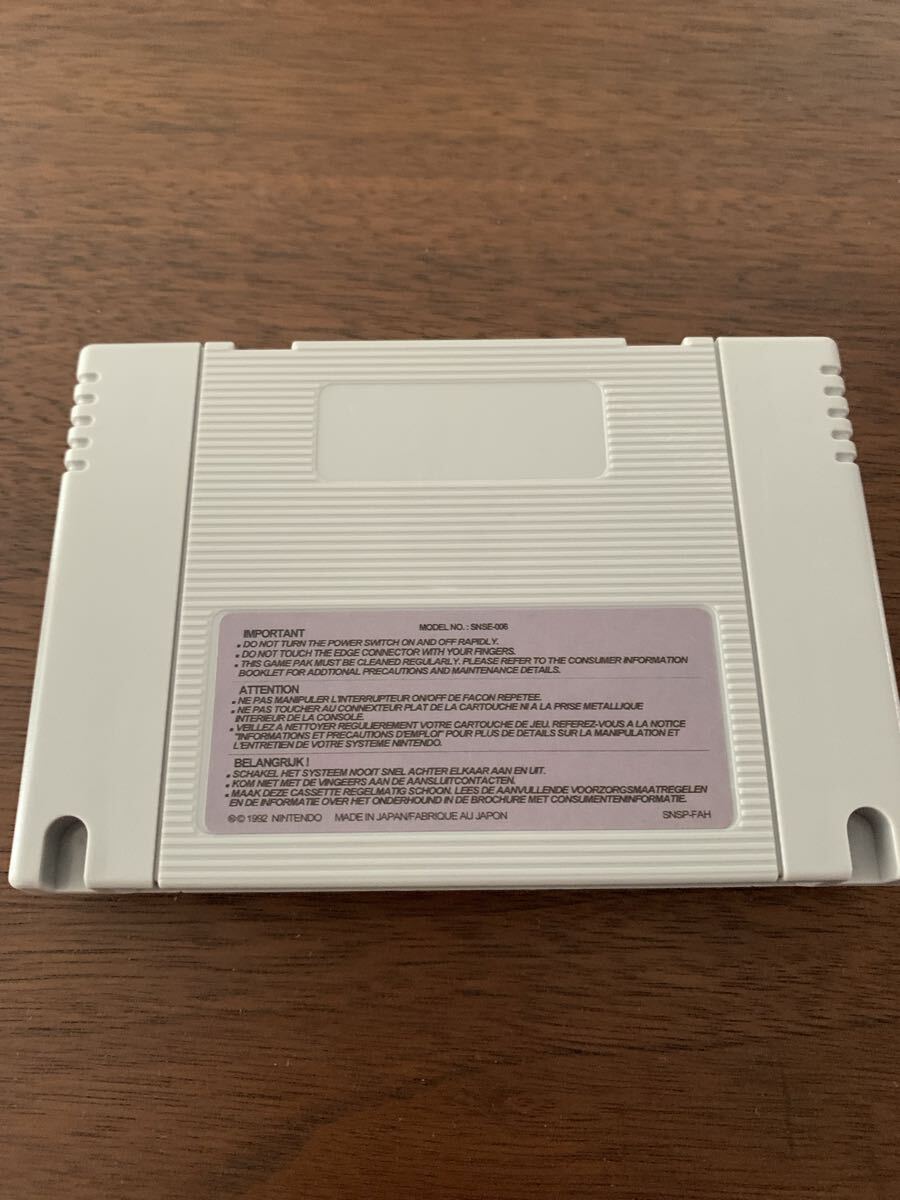 MODEL NO. : SNSE-006
IMPORTANT
• DO NOT TURN THE POWER SWITCH ON AND OFF RAPIDLY.
• DO NOT TOUCH THE EDGE CONNECTOR WITH YOUR FINGERS.
• THIS GAME PAK MUST BE CLEANED REGULARLY. PLEASE REFER TO THE CONSUMER INFORMATION
BOOKLET FOR ADDTIONAL PRECAUTIONS AND MAINTENANCE DETAILS.
ATTENTION
• NE PAS MANIPULER L'INTERRUPTEUR ON/OFF DE FACON REPETEE.
• NE PAS TOUCHER AU CONNEXTEUR PLAT DE LA CARTOUCHE NI A LA PRISE METALLIQUE
INTERIEUR DE LA CONSOLE.
• VEILLEZ A NETTOYER REGULIEREMENT VOTRE CARTOUCHE DE JEU. REFEREZ-VOUS A LA NOTICE
"INFORMATIONS ET PRECAUTIONS D'EMPLOI" POUR PLUS DE DETAILS SUR LA MANIPULATION ET
L'ENTRETIEN DE VOTRE SYSTEME NINTENDO.
BELANGRIJK !
• SCHAKEL HET SYSTEEM NOOIT SNEL ACHTER ELKAAR AAN EN UIT.
• KOM NIET MET DE VINGEERS AAN DE AANSLUITCONTACTEN.
• MAAK DEZE CASSETTE REGELMATIG SCHOON. LEES DE AANVULLENDE VOORZORGSMAATREGELEN
EN DE INFORMATIE OVER HET ONDERHOUND IN DE BROCHURE MET CONSUMENTENINFORMATIE.
®© 1992 NINTENDO MADE IN JAPAN/FABRIQUE AU JAPON SNSP-FAH